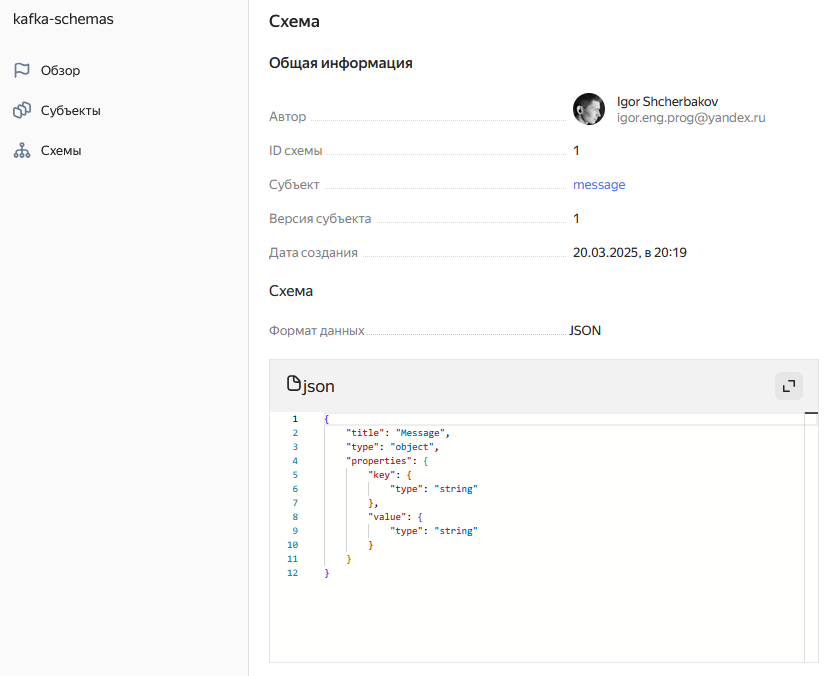 kafka-schemas
Обзор
Субъекты
Схемы
Схема
Общая информация
Автор
Igor Shcherbakov
igor.eng.prog@yandex.ru
ID схемы 1
Субъект message
Версия субъекта 1
Дата создания 20.03.2025, в 20:19
Схема
Формат данных JSON
json
1 {
2     "title": "Message",
3     "type": "object",
4     "properties": {
5         "key": {
6             "type": "string"
7         },
8         "value": {
9             "type": "string"
10         }
11     }
12 }